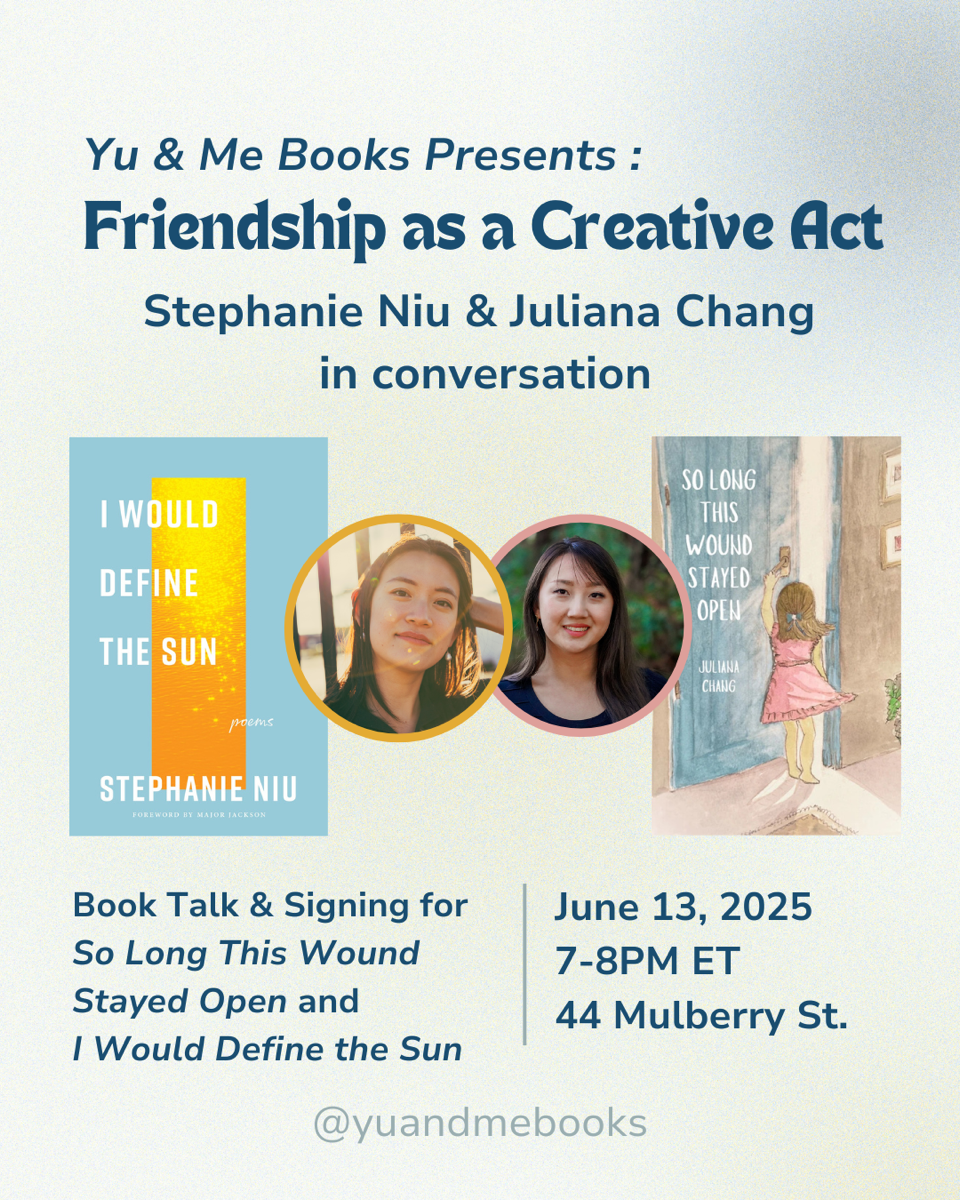 Yu & Me Books Presents :
Friendship as a Creative Act
Stephanie Niu & Juliana Chang
in conversation
I WOULD
DEFINE
THE SUN
poems
STEPHANIE NIU
FOREWORD BY MAJOR JACKSON
SO LONG
THIS
WOUND
STAYED
OPEN
JULIANA
CHANG
Book Talk & Signing for
So Long This Wound
Stayed Open and
I Would Define the Sun
June 13, 2025
7-8PM ET
44 Mulberry St.
@yuandmebooks